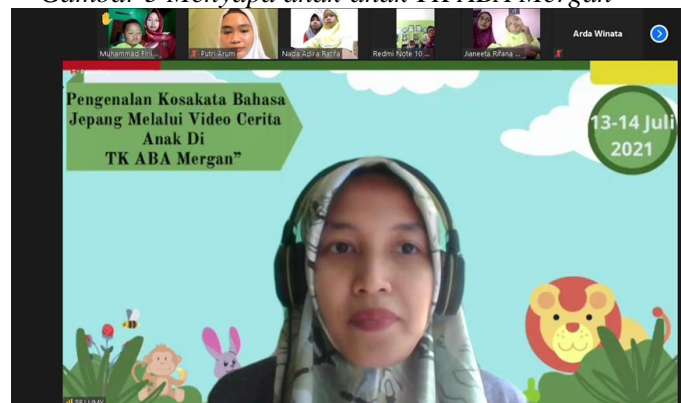 Gambar 3 Menyapa anak-anak TK ABA Mergan
Muhammad Firli...
Putri Arum
Nada Adira Ratifa
Redmi Note 10 ...
Jianeeta Rifana ...
Arda Winata
Pengenalan Kosakata Bahasa
Jepang Melalui Video Cerita
Anak Di
TK ABA Mergan”
13-14 Juli
2021